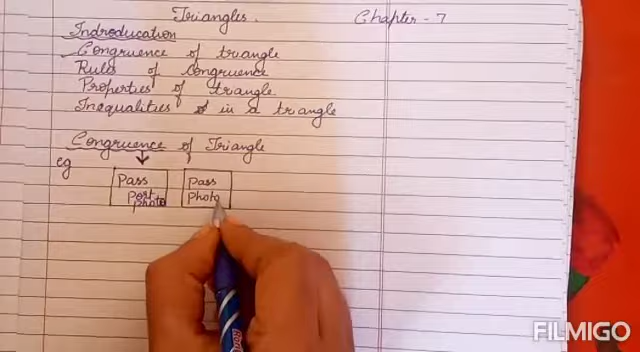 Triangles. Chapter - 7
Indroducation
Congruence of triangle
Rules of congruence
Properties of triangle
Inequalities in a triangle
Congruence of Triangle
eg
Pass
Port
photo
Pass
Photo
FILMIGO